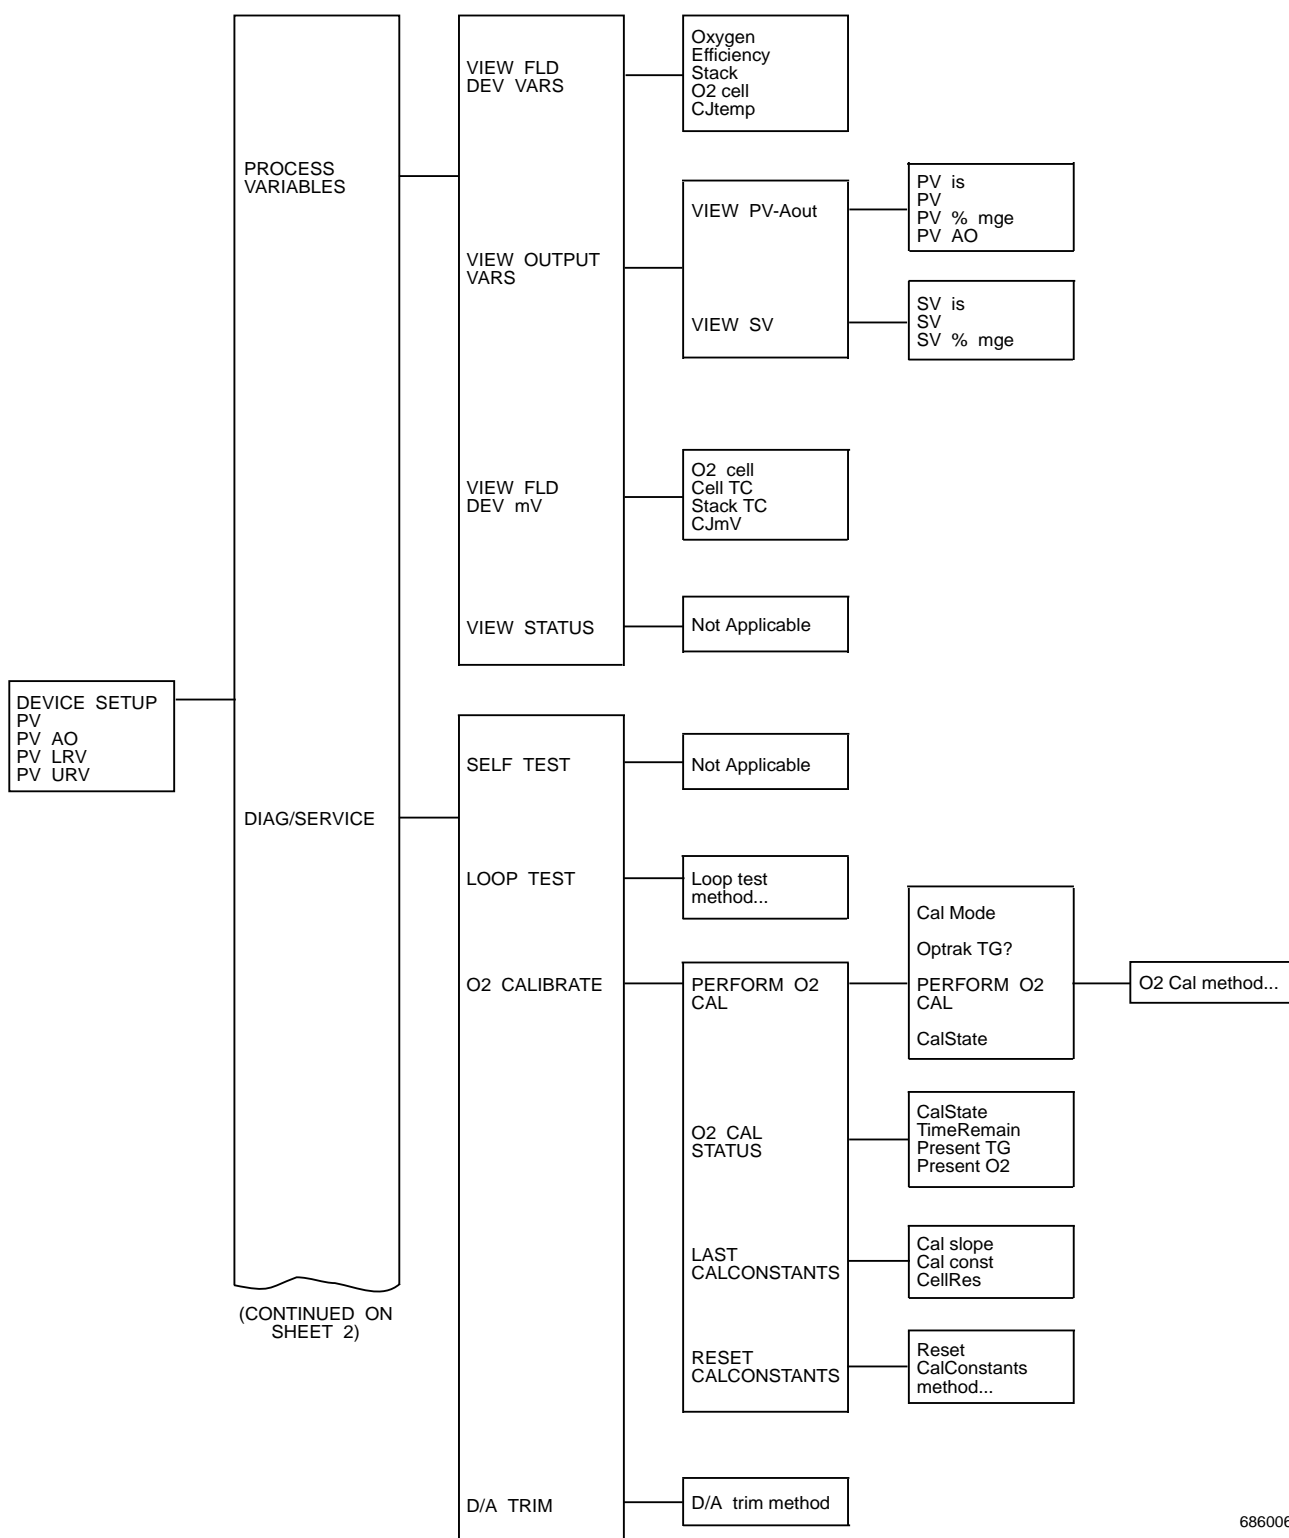 DEVICE SETUP
PV
PV AO
PV LRV
PV URV
PROCESS
VARIABLES
DIAG/SERVICE
(CONTINUED ON
SHEET 2)
VIEW FLD
DEV VARS
VIEW OUTPUT
VARS
VIEW FLD
DEV mV
VIEW STATUS
Oxygen
Efficiency
Stack
O2 cell
CJtemp
VIEW PV-Aout
VIEW SV
PV is
PV
PV % mge
PV AO
SV is
SV
SV % mge
O2 cell
Cell TC
Stack TC
CJmV
Not Applicable
SELF TEST
LOOP TEST
O2 CALIBRATE
D/A TRIM
Not Applicable
Loop test
method...
PERFORM O2
CAL
O2 CAL
STATUS
LAST
CALCONSTANTS
RESET
CALCONSTANTS
Cal Mode
Optrak TG?
PERFORM O2
CAL
CalState
O2 Cal method...
CalState
TimeRemain
Present TG
Present O2
Cal slope
Cal const
CellRes
Reset
CalConstants
method...
D/A trim method
686006